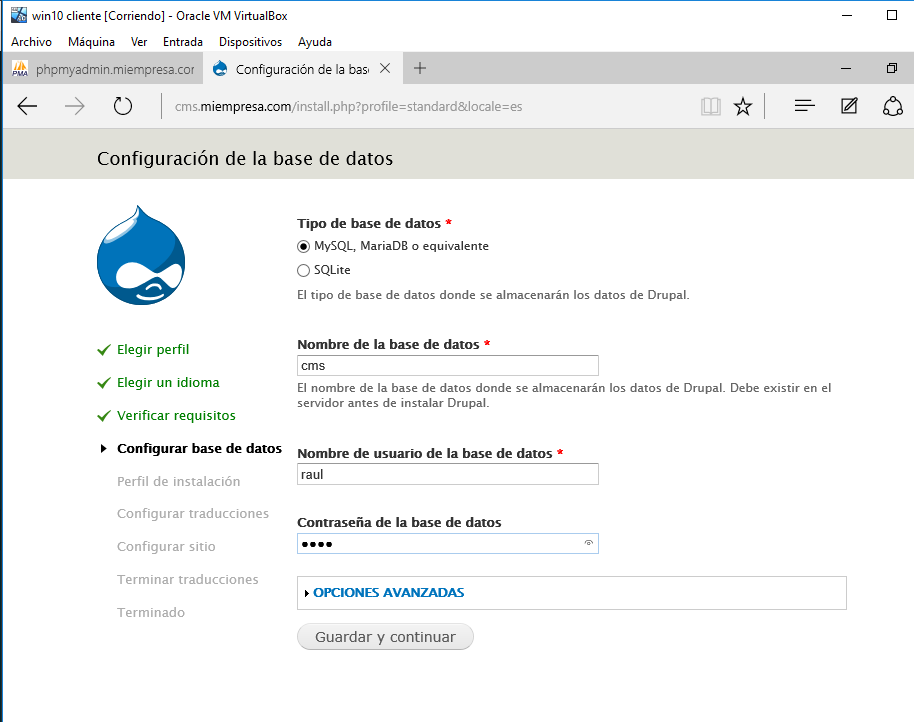 win10 cliente [Corriendo] - Oracle VM VirtualBox
Archivo Máquina Ver Entrada Dispositivos Ayuda
PMA phpmyadmin.miempresa.cor Configuración de la base
cms.miempresa.com/install.php?profile=standard&locale=es
Configuración de la base de datos
Elegir perfil
Elegir un idioma
Verificar requisitos
Configurar base de datos
Perfil de instalación
Configurar traducciones
Configurar sitio
Terminar traducciones
Terminado
Tipo de base de datos *
MySQL, MariaDB o equivalente
SQLite
El tipo de base de datos donde se almacenarán los datos de Drupal.
Nombre de la base de datos *
cms
El nombre de la base de datos donde se almacenarán los datos de Drupal. Debe existir en el
servidor antes de instalar Drupal.
Nombre de usuario de la base de datos *
raul
Contraseña de la base de datos
●●●●
OPCIONES AVANZADAS
Guardar y continuar